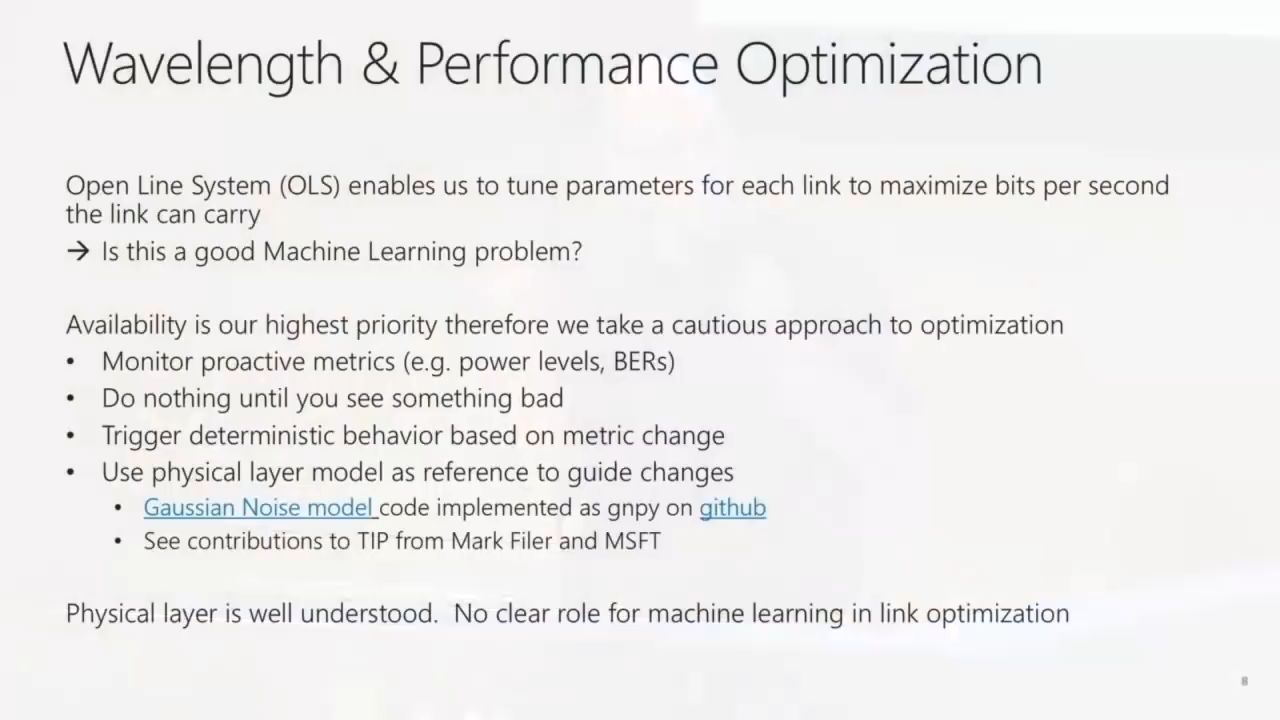 Wavelength & Performance Optimization
Open Line System (OLS) enables us to tune parameters for each link to maximize bits per second
the link can carry
→ Is this a good Machine Learning problem?
Availability is our highest priority therefore we take a cautious approach to optimization
• Monitor proactive metrics (e.g. power levels, BERs)
• Do nothing until you see something bad
• Trigger deterministic behavior based on metric change
• Use physical layer model as reference to guide changes
• Gaussian Noise model code implemented as gnpy on github
• See contributions to TIP from Mark Filer and MSFT
Physical layer is well understood.  No clear role for machine learning in link optimization
8